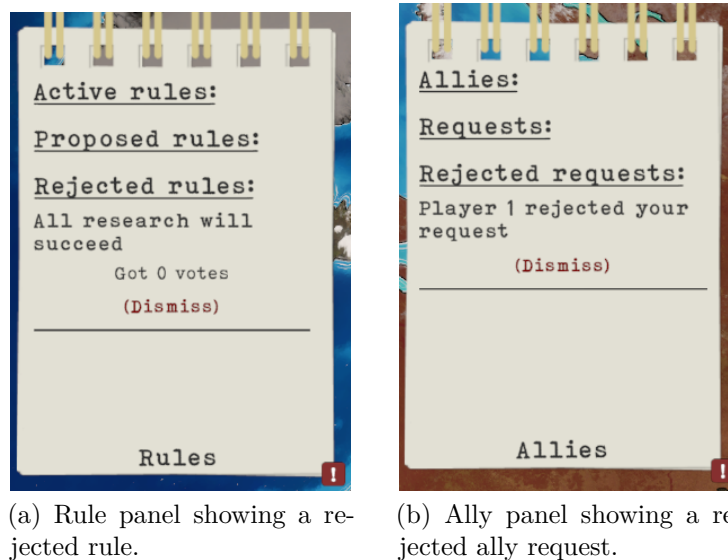 Active rules:
Proposed rules:
Rejected rules:
All research will
succeed
Got 0 votes
(Dismiss)
Rules
!
(a) Rule panel showing a re-
jected rule.
Allies:
Requests:
Rejected requests:
Player 1 rejected your
request
(Dismiss)
Allies
!
(b) Ally panel showing a re
jected ally request.